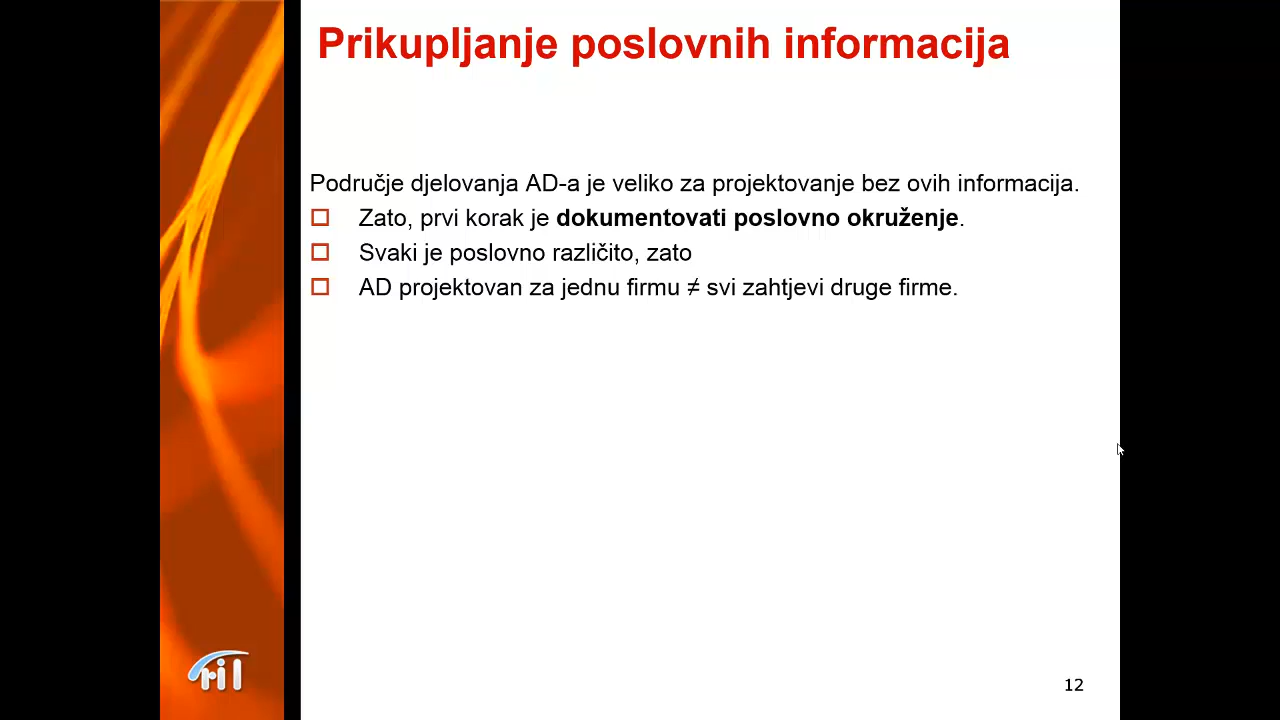 Prikupljanje poslovnih informacija
Područje djelovanja AD-a je veliko za projektovanje bez ovih informacija.
Zato, prvi korak je dokumentovati poslovno okruženje.
Svaki je poslovno različito, zato
AD projektovan za jednu firmu ≠ svi zahtjevi druge firme.
ril
12